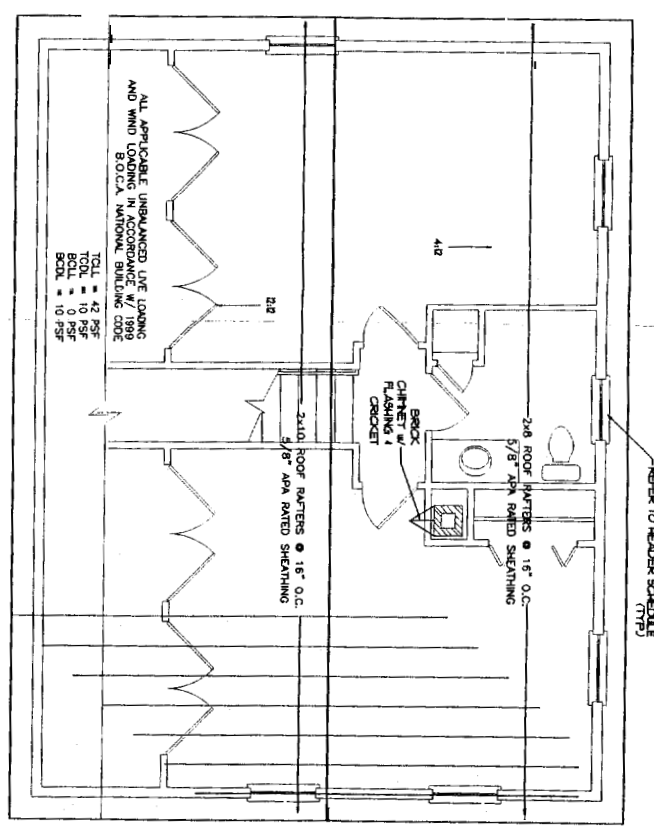 ALL APPLICABLE UNBALANCED LIVE LOADING
AND WIND LOADING IN ACCORDANCE W/ 1999
B.O.C.A. NATIONAL BUILDING CODE
TCLL = 42 PSF
TCDL = 10 PSF
BCLL = 0 PSF
BCDL = 10 PSF
4:12
12:12
BRICK
CHIMNEY W/
FLASHING &
CRICKET
2x8 ROOF RAFTERS @ 16" O.C.
5/8" APA RATED SHEATHING
2x10 ROOF RAFTERS @ 16" O.C.
5/8" APA RATED SHEATHING
REFER TO HEADER SCHEDULE
(TYP)